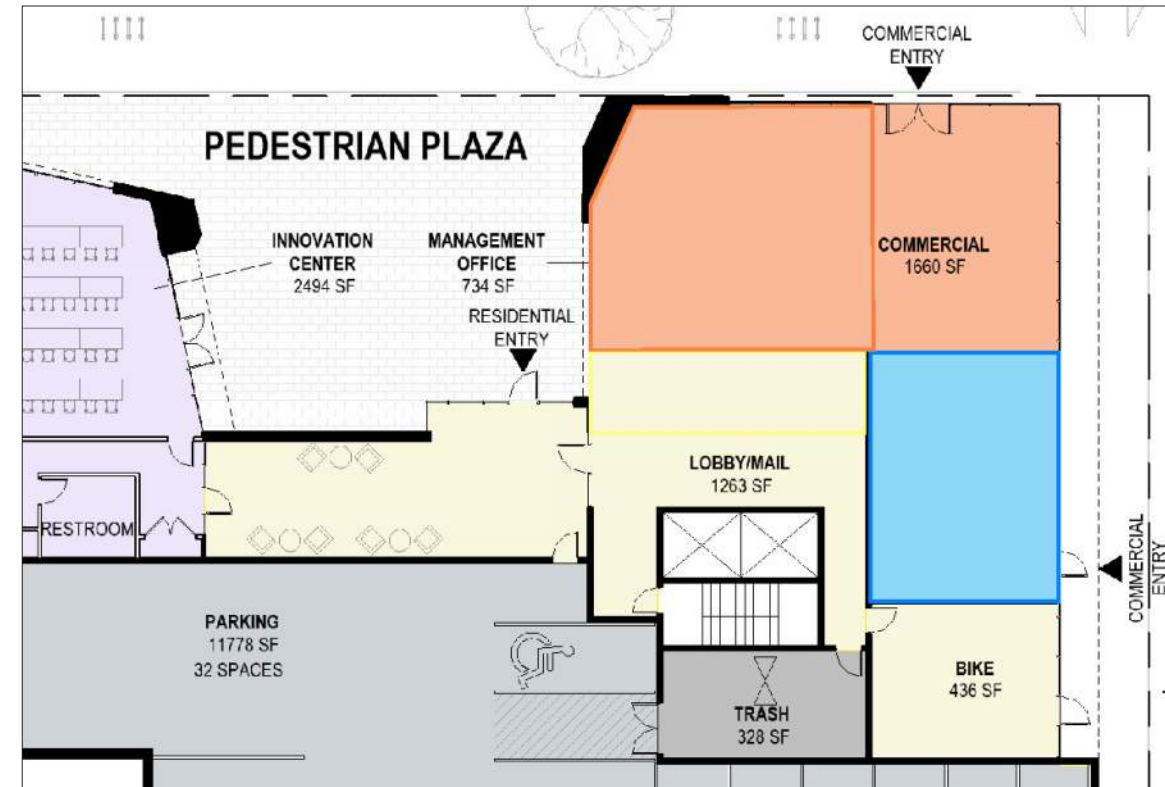 COMMERCIAL
ENTRY
PEDESTRIAN PLAZA
INNOVATION
CENTER
2494 SF
MANAGEMENT
OFFICE
734 SF
COMMERCIAL
1660 SF
RESIDENTIAL
ENTRY
LOBBY/MAIL
1263 SF
RESTROOM
COMMERCIAL
ENTRY
PARKING
11778 SF
32 SPACES
BIKE
436 SF
TRASH
328 SF